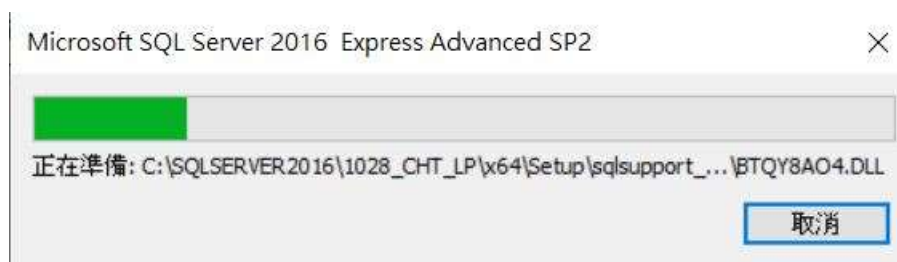 Microsoft SQL Server 2016 Express Advanced SP2
正在準備: C:\SQLSERVER2016\1028_CHT_LP\x64\Setup\sqlsupport_...\BTQY8AO4.DLL
取消